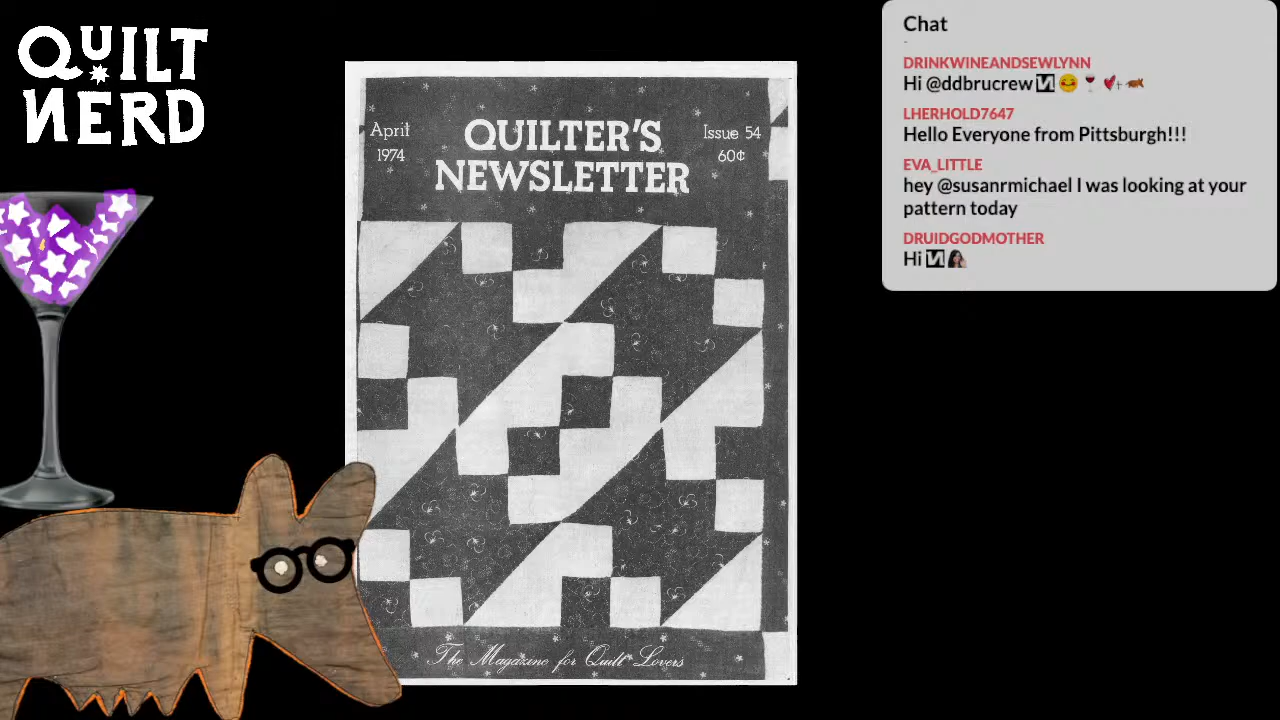 QUILT
NERD
April
1974
QUILTER'S
NEWSLETTER
Issue 54
60¢
The Magazine for Quilt Lovers
Chat
DRINKWINEANDSEWLYNN
Hi @ddbrucrew N 😂 🍷
LHERHOLD7647
Hello Everyone from Pittsburgh!!!
EVA_LITTLE
hey @susanrmichael I was looking at your
pattern today
DRUIDGODMOTHER
Hi N